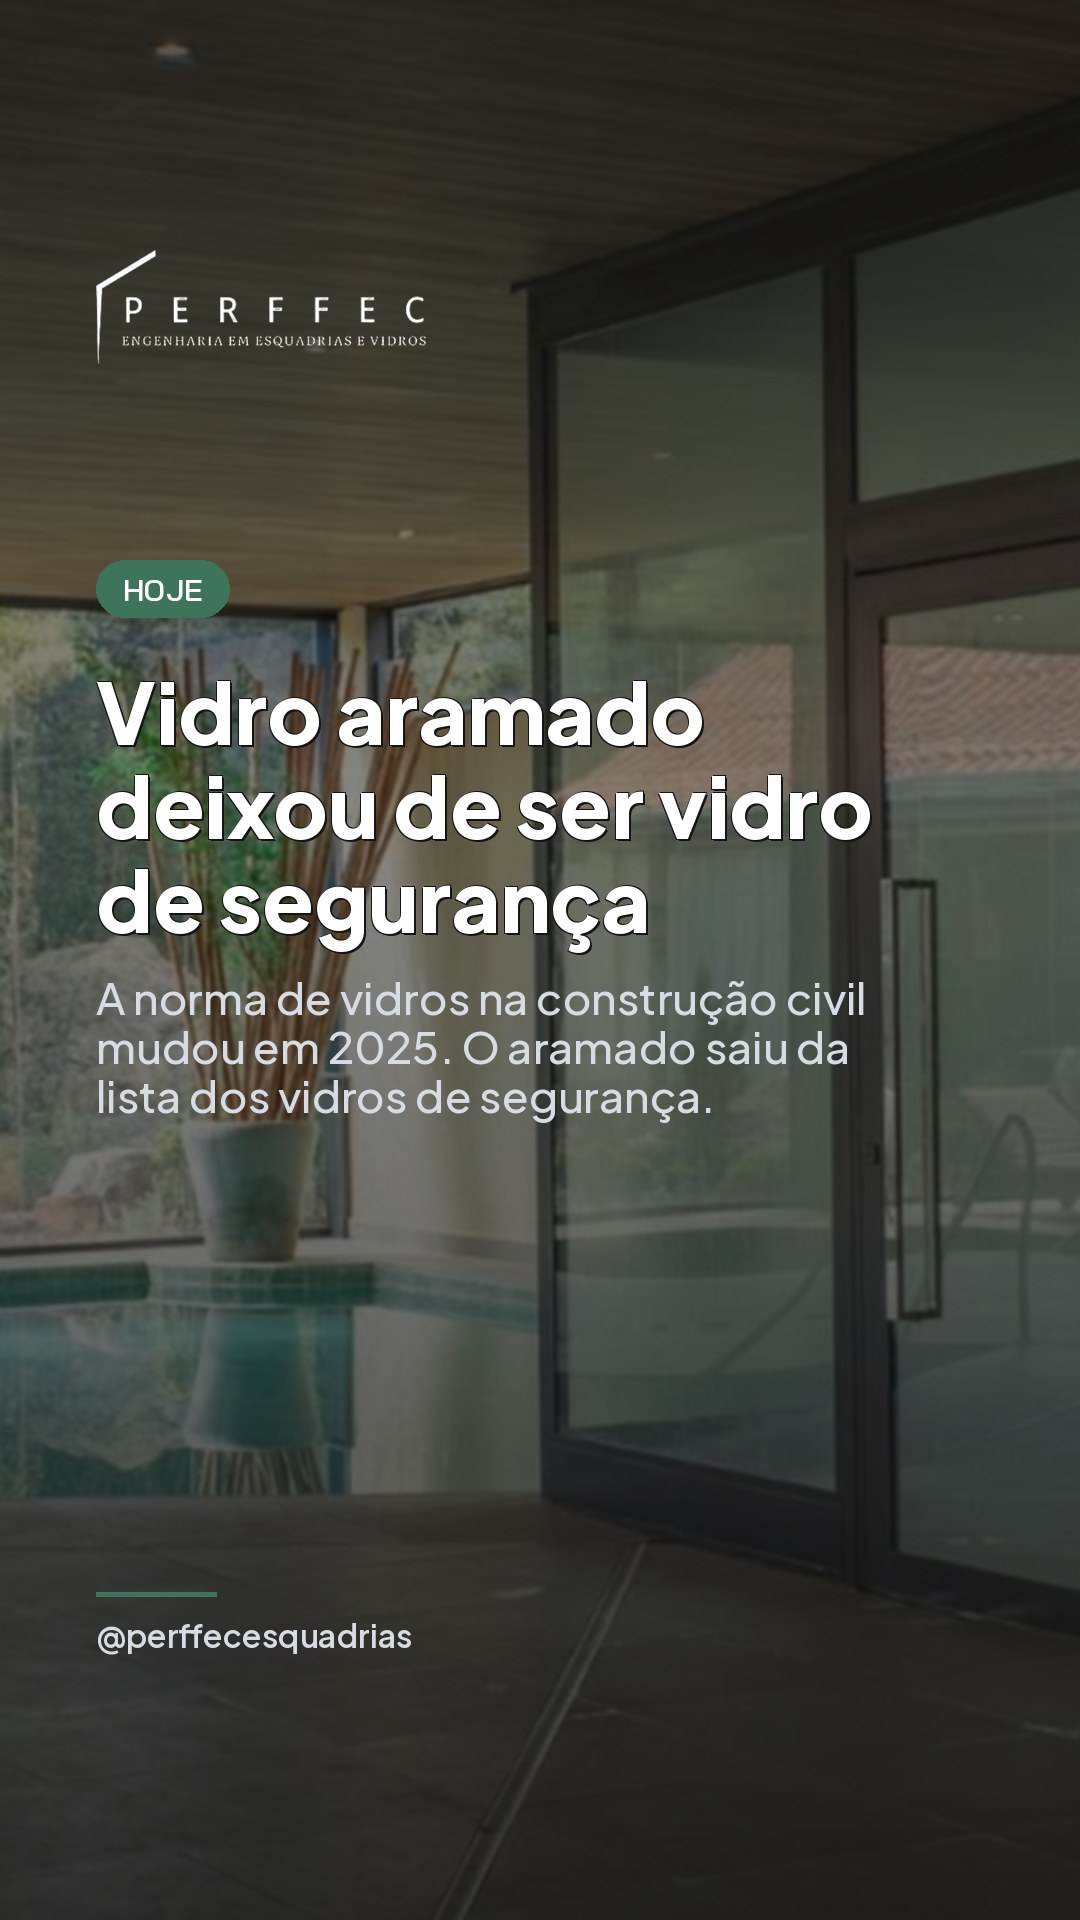 PERFFEC
ENGENHARIA EM ESQUADRIAS E VIDROS
HOJE
Vidro aramado
deixou de ser vidro
de segurança
A norma de vidros na construção civil
mudou em 2025. O aramado saiu da
lista dos vidros de segurança.
@perffecesquadrias